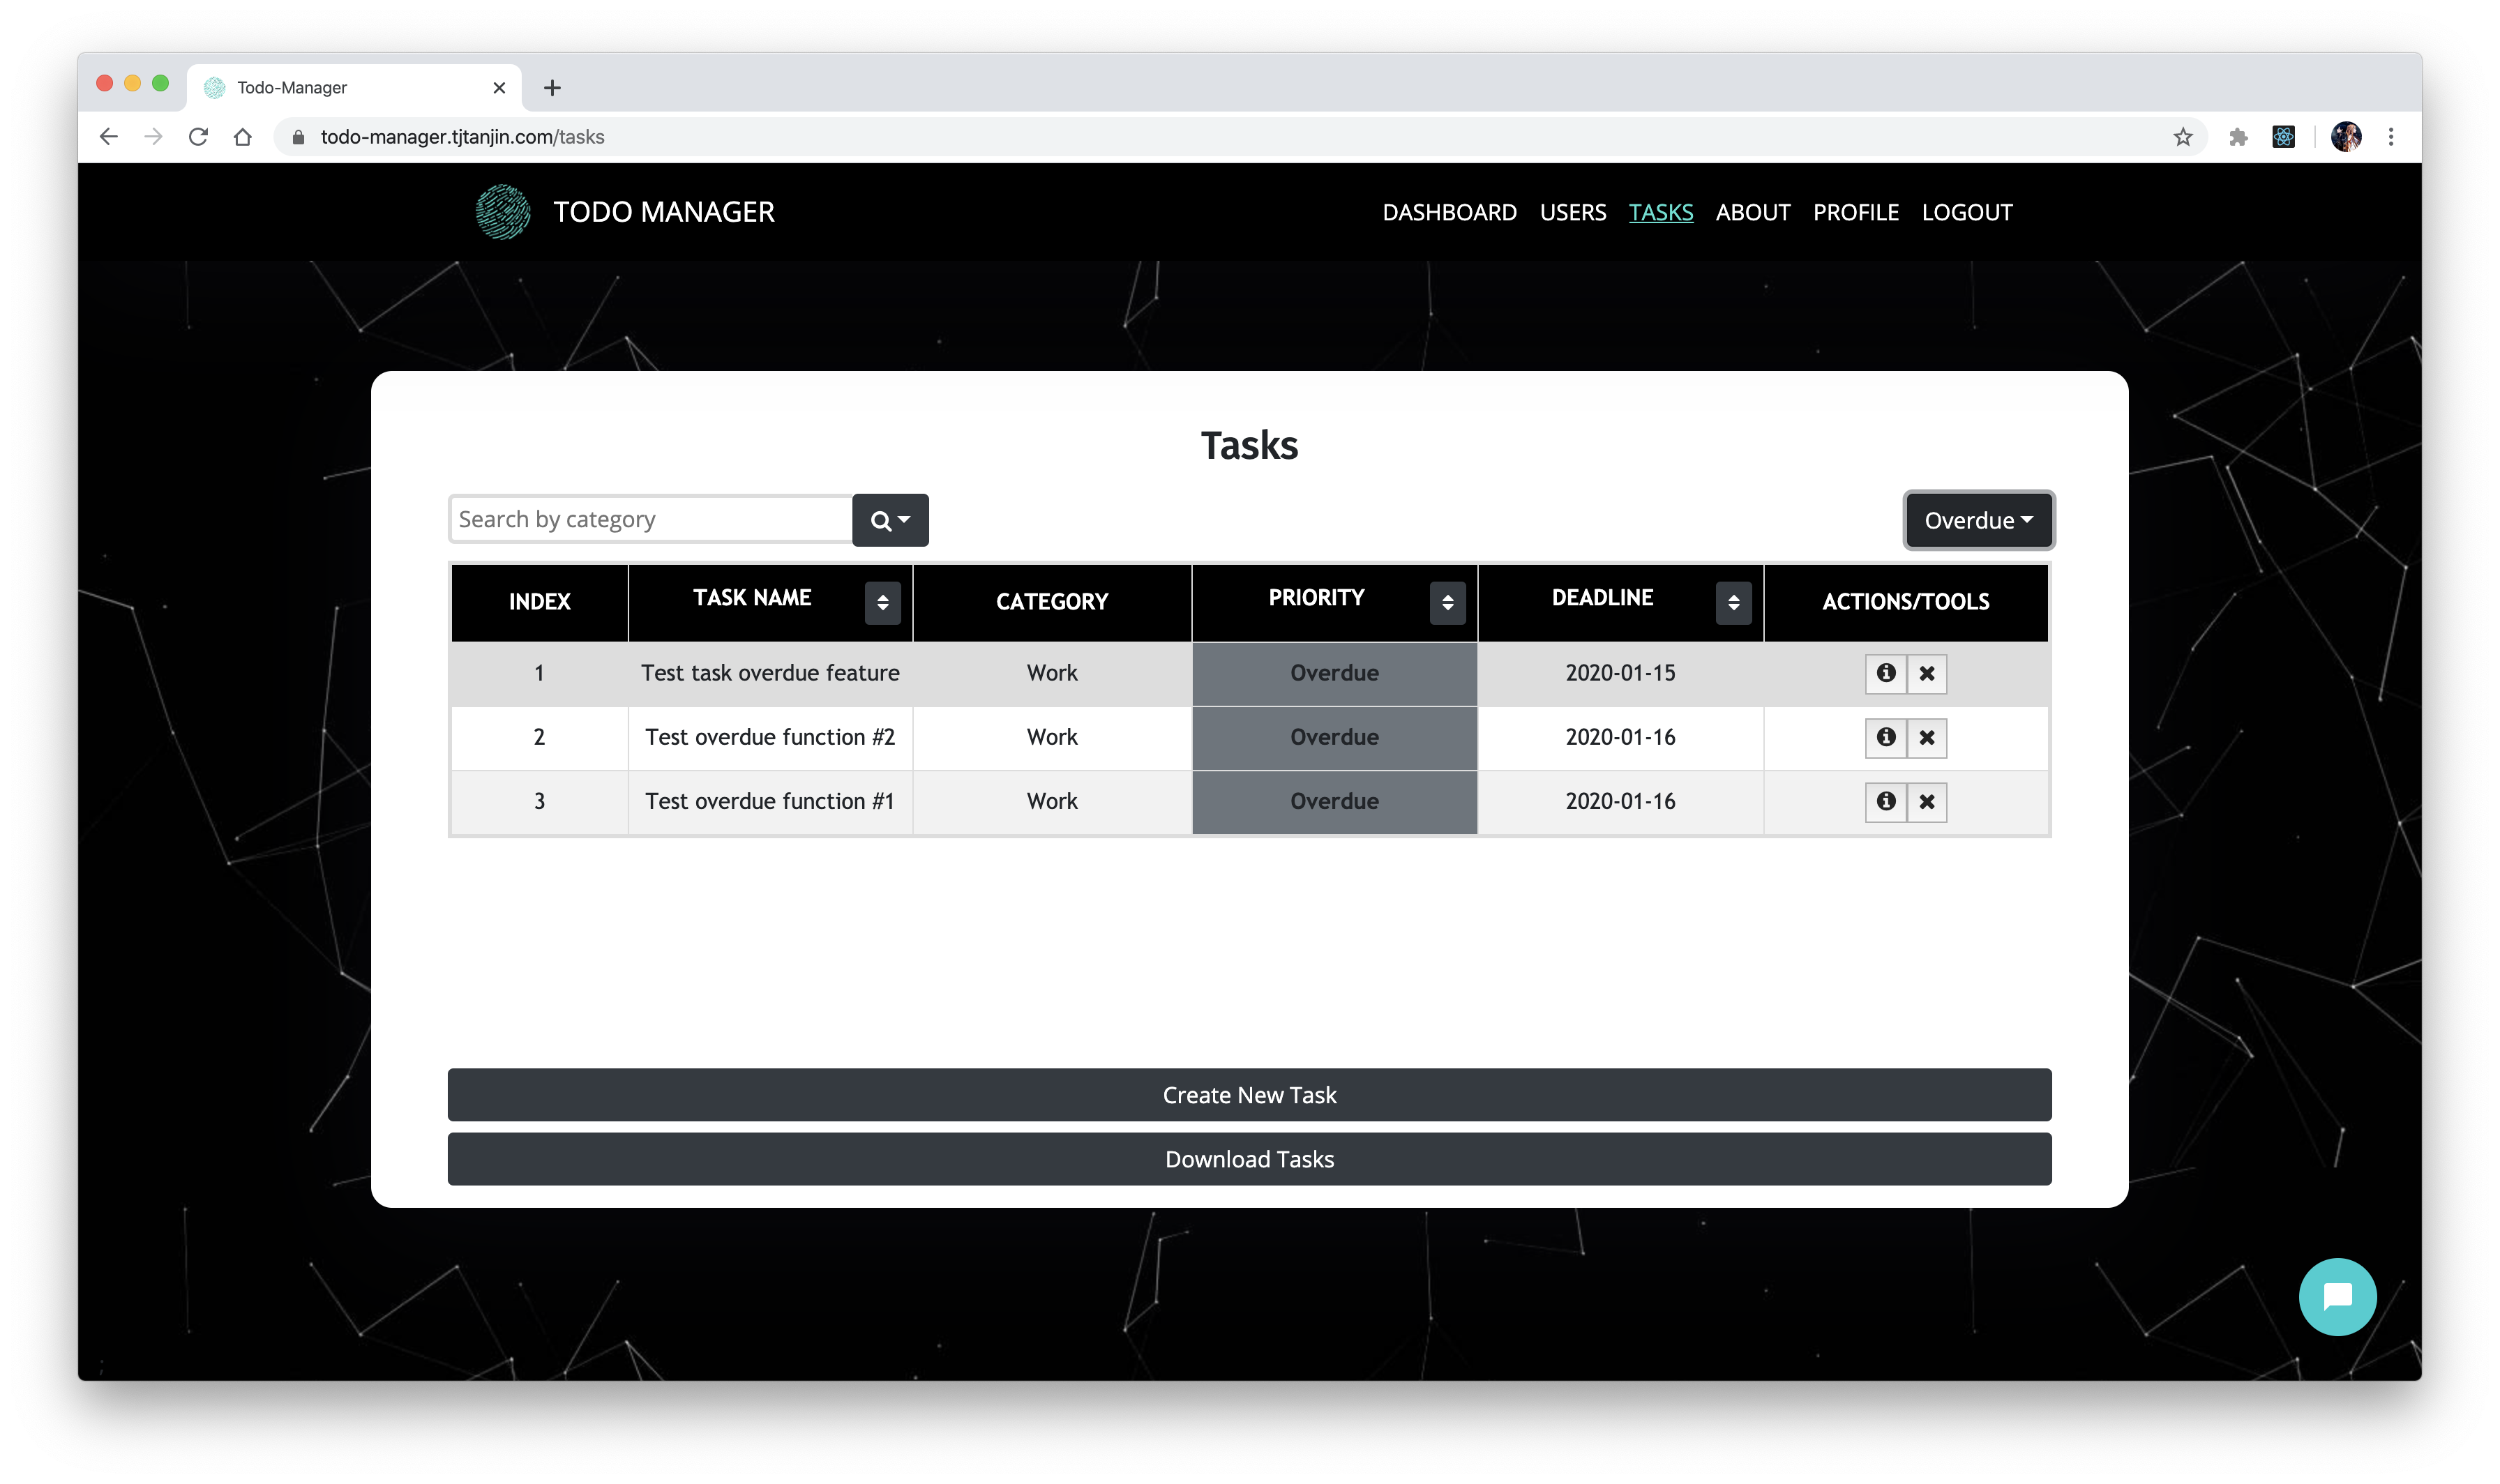 Todo-Manager
todo-manager.tjtanjin.com/tasks
TODO MANAGER
DASHBOARD USERS TASKS ABOUT PROFILE LOGOUT
Tasks
Search by category
Overdue
INDEX TASK NAME CATEGORY PRIORITY DEADLINE ACTIONS/TOOLS
1 Test task overdue feature Work Overdue 2020-01-15
2 Test overdue function #2 Work Overdue 2020-01-16
3 Test overdue function #1 Work Overdue 2020-01-16
Create New Task
Download Tasks